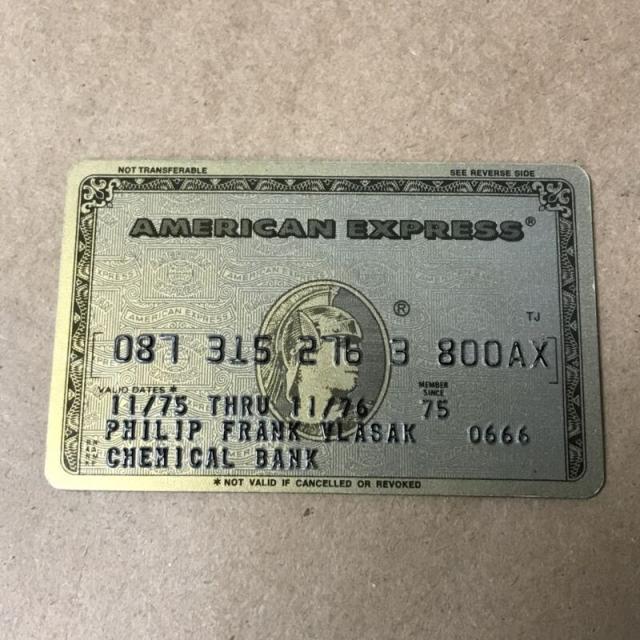 NOT TRANSFERABLE SEE REVERSE SIDE
AMERICAN EXPRESS®
®
TJ
087 315 276 3 800AX
VALID DATES * MEMBER SINCE
11/75 THRU 11/76 75
PHILIP FRANK VLASAK 0666
CHEMICAL BANK
* NOT VALID IF CANCELLED OR REVOKED